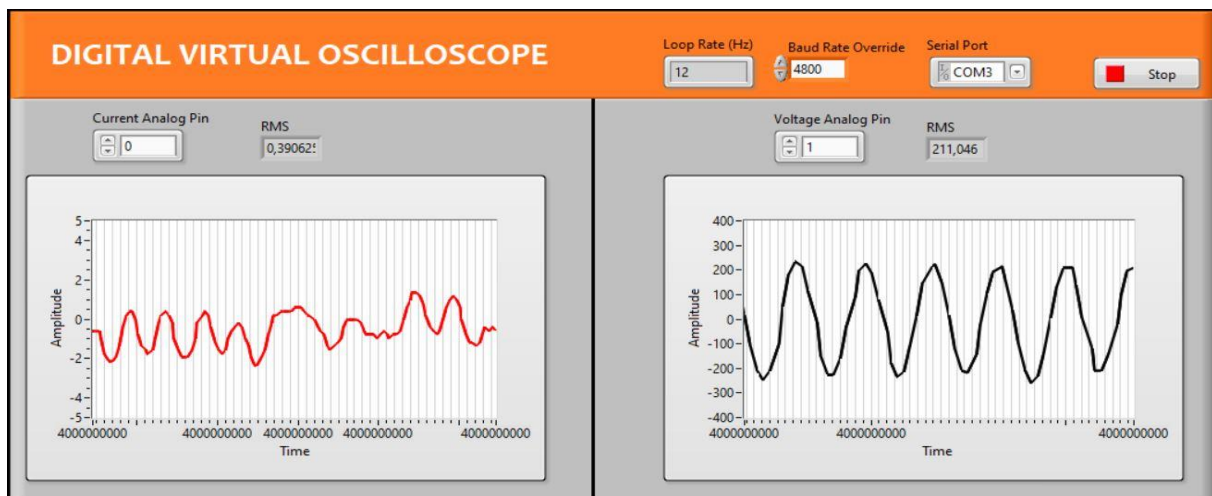 DIGITAL VIRTUAL OSCILLOSCOPE
Loop Rate (Hz)
12
Baud Rate Override
4800
Serial Port
COM3
Stop
Current Analog Pin
0
RMS
0,390625
Voltage Analog Pin
1
RMS
211,046
Amplitude
5
4
2
0
-2
-4
-5
4000000000 4000000000 4000000000 4000000000 4000000000
Time
Amplitude
400
300
200
100
0
-100
-200
-300
-400
4000000000 4000000000 4000000000
Time